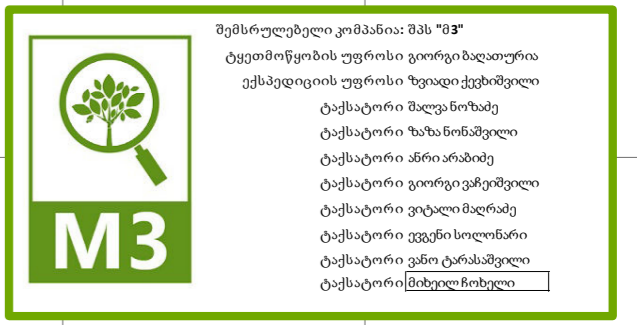 შემსრულებელი კომპანია: შპს "მ3"
ტყეთმოწყობის უფროსი გიორგი ბაღათურია
ექსპედიციის უფროსი ზვიადი ქევხიშვილი
ტაქსატორი შალვა ნოზაძე
ტაქსატორი ზაზა ნონაშვილი
ტაქსატორი ანრი არაბიძე
ტაქსატორი გიორგი ვაჩეიშვილი
ტაქსატორი ვიტალი მაღრაძე
ტაქსატორი ევგენი სოლონარი
ტაქსატორი ვანო ტარასაშვილი
ტაქსატორი მიხეილ ჩოხელი
M3